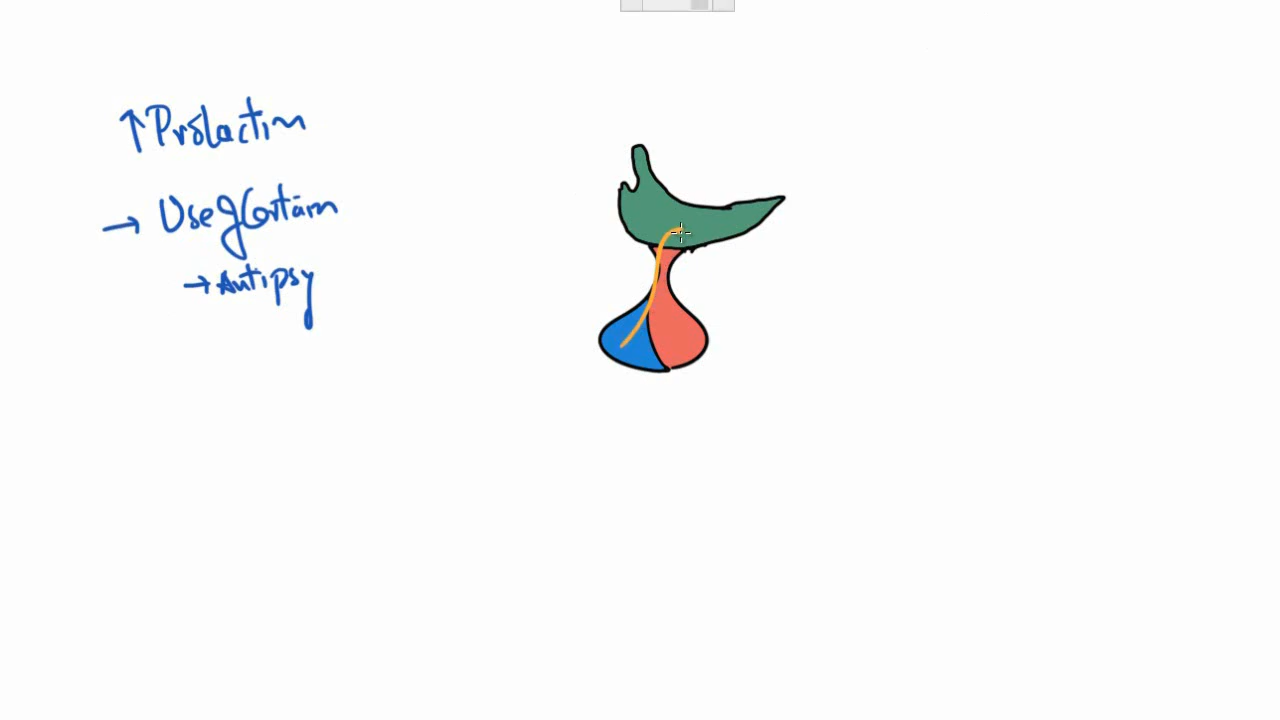 ↑ Prolactin
→ Use of Certain
→ Antipsy